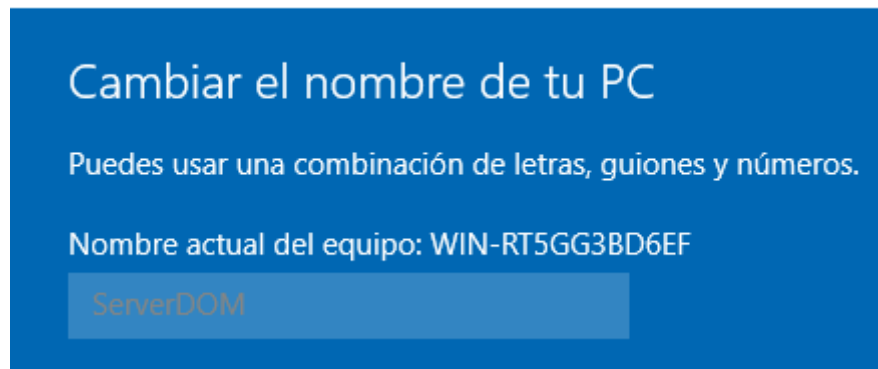 Cambiar el nombre de tu PC
Puedes usar una combinación de letras, guiones y números.
Nombre actual del equipo: WIN-RT5GG3BD6EF
ServerDOM